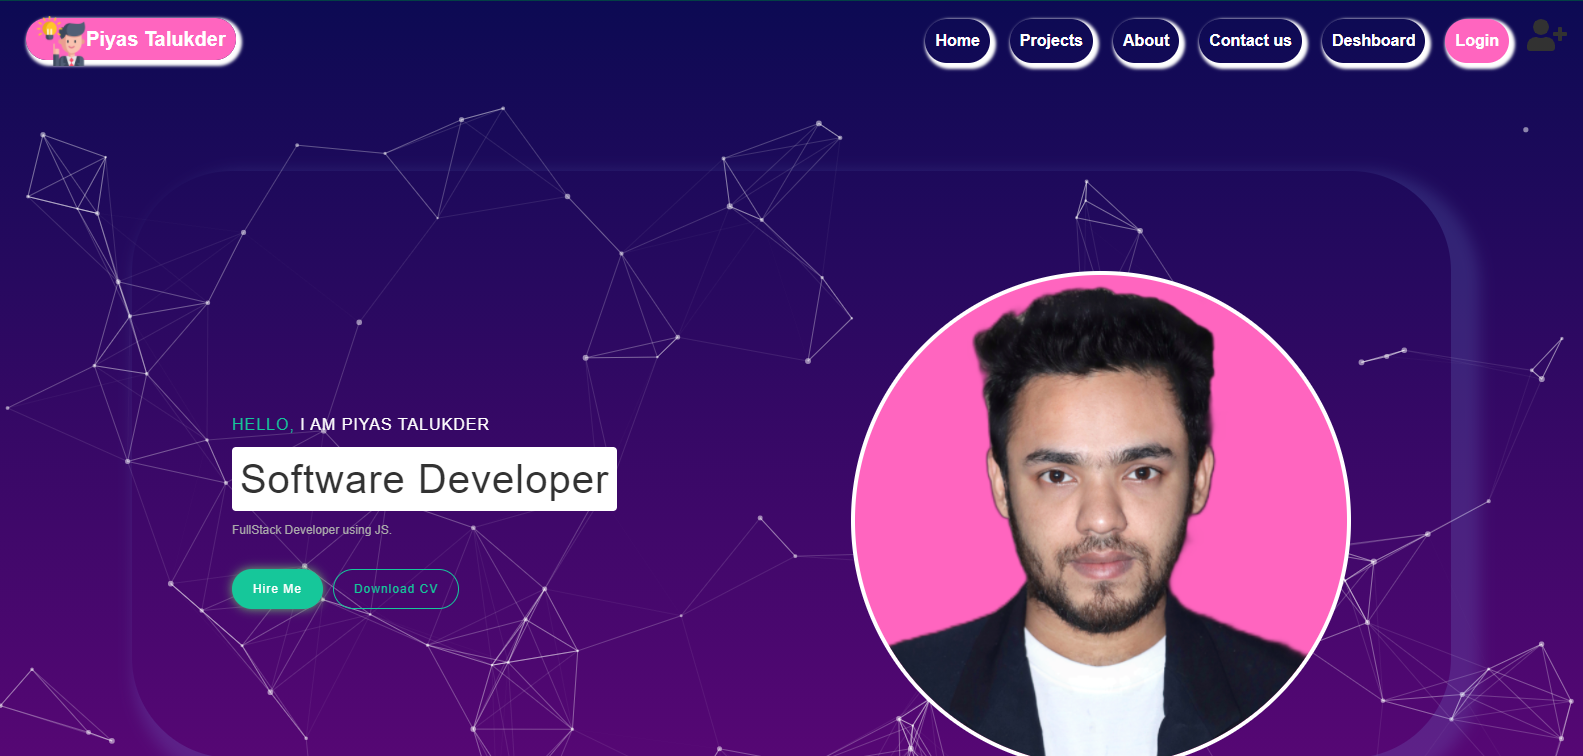 Piyas Talukder
Home Projects About Contact us Deshboard Login
HELLO, I AM PIYAS TALUKDER
Software Developer
FullStack Developer using JS.
Hire Me Download CV